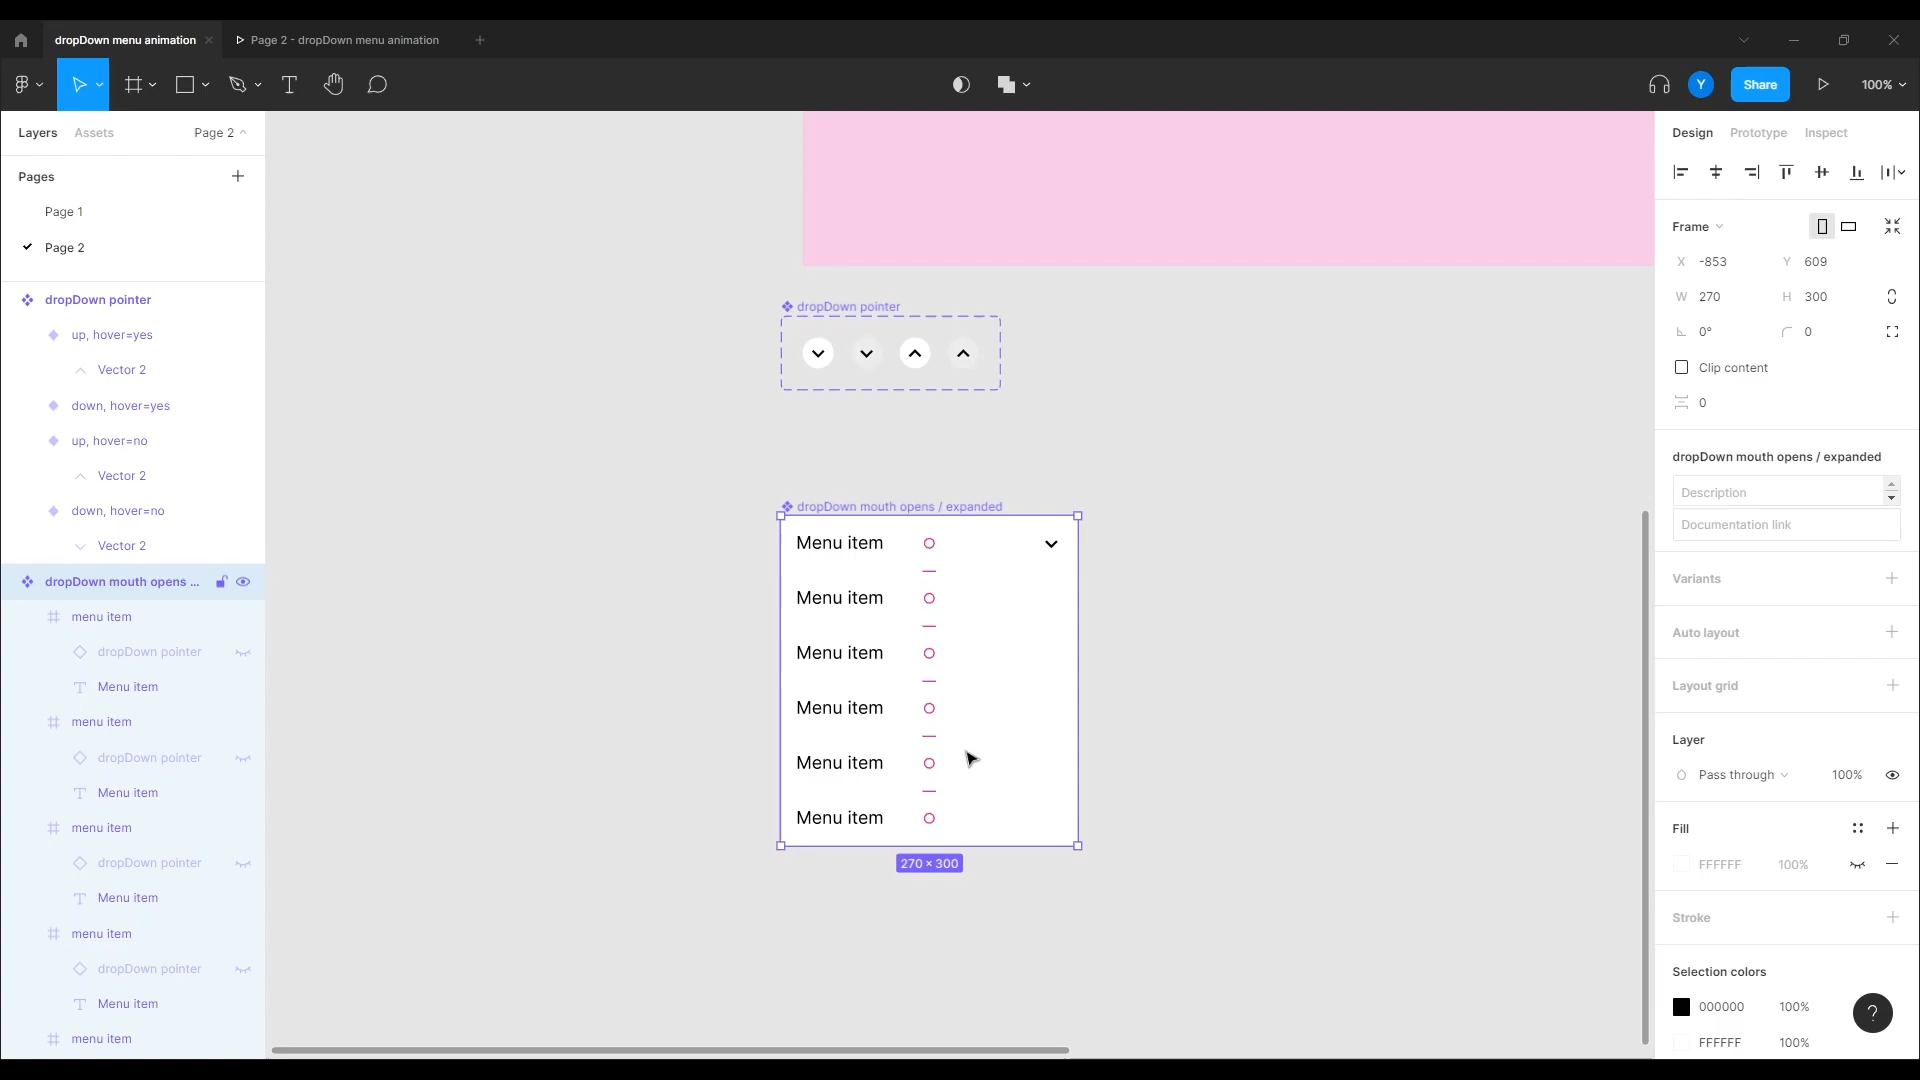 dropDown menu animation
Page 2 - dropDown menu animation
Y
Share
100%
Layers
Assets
Page 2
Pages
Page 1
Page 2
dropDown pointer
up, hover=yes
Vector 2
down, hover=yes
up, hover=no
Vector 2
down, hover=no
Vector 2
dropDown mouth opens ...
menu item
dropDown pointer
Menu item
menu item
dropDown pointer
Menu item
menu item
dropDown pointer
Menu item
menu item
dropDown pointer
Menu item
menu item
dropDown pointer
dropDown mouth opens / expanded
Menu item
Menu item
Menu item
Menu item
Menu item
Menu item
270 × 300
Design
Prototype
Inspect
Frame
X -853
Y 609
W 270
H 300
0°
0
Clip content
0
dropDown mouth opens / expanded
Description
Documentation link
Variants
Auto layout
Layout grid
Layer
Pass through
100%
Fill
FFFFFF
100%
Stroke
Selection colors
000000
100%
FFFFFF
100%
?